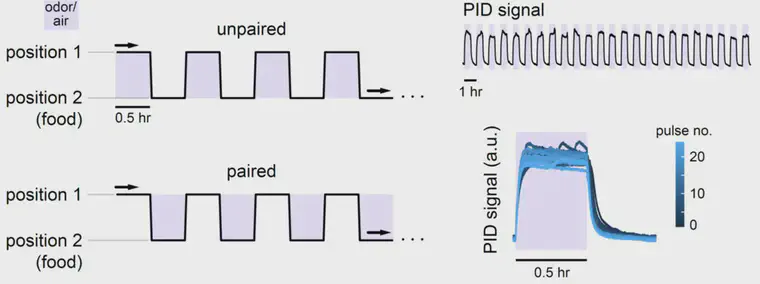 odor/
air
unpaired
position 1
position 2
(food)
0.5 hr
. . .
paired
position 1
position 2
(food)
. . .
PID signal
1 hr
PID signal (a.u.)
0.5 hr
pulse no.
20
10
0